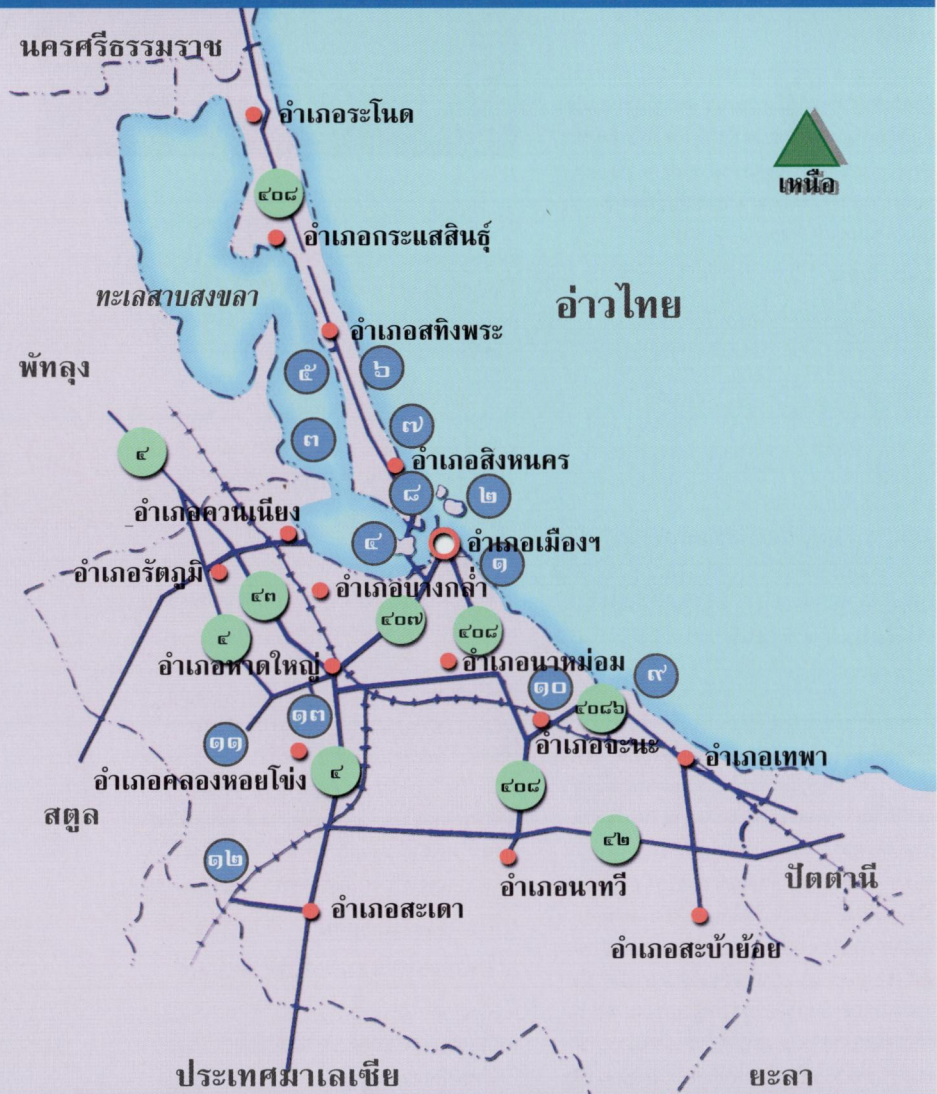 นครศรีธรรมราช
อำเภอระโนด
เหนือ
๔๐๘
อำเภอกระแสสินธุ์
ทะเลสาบสงขลา
อ่าวไทย
อำเภอสทิงพระ
พัทลุง
๕
๖
๗
๓
๔
อำเภอสิงหนคร
๘
๒
อำเภอควนเนียง
๔
อำเภอเมืองฯ
๑
อำเภอรัตภูมิ
อำเภอบางกล่ำ
๔๓
๔๐๗
๔๐๘
๔
อำเภอหาดใหญ่
อำเภอนาหม่อม
๙
๑๐
๔๐๘๖
๑๓
๑๑
อำเภอจะนะ
อำเภอเทพา
อำเภอคลองหอยโข่ง
๔
๔๐๘
สตูล
๔๒
๑๒
ปัตตานี
อำเภอนาทวี
อำเภอสะเดา
อำเภอสะบ้าย้อย
ประเทศมาเลเซีย
ยะลา